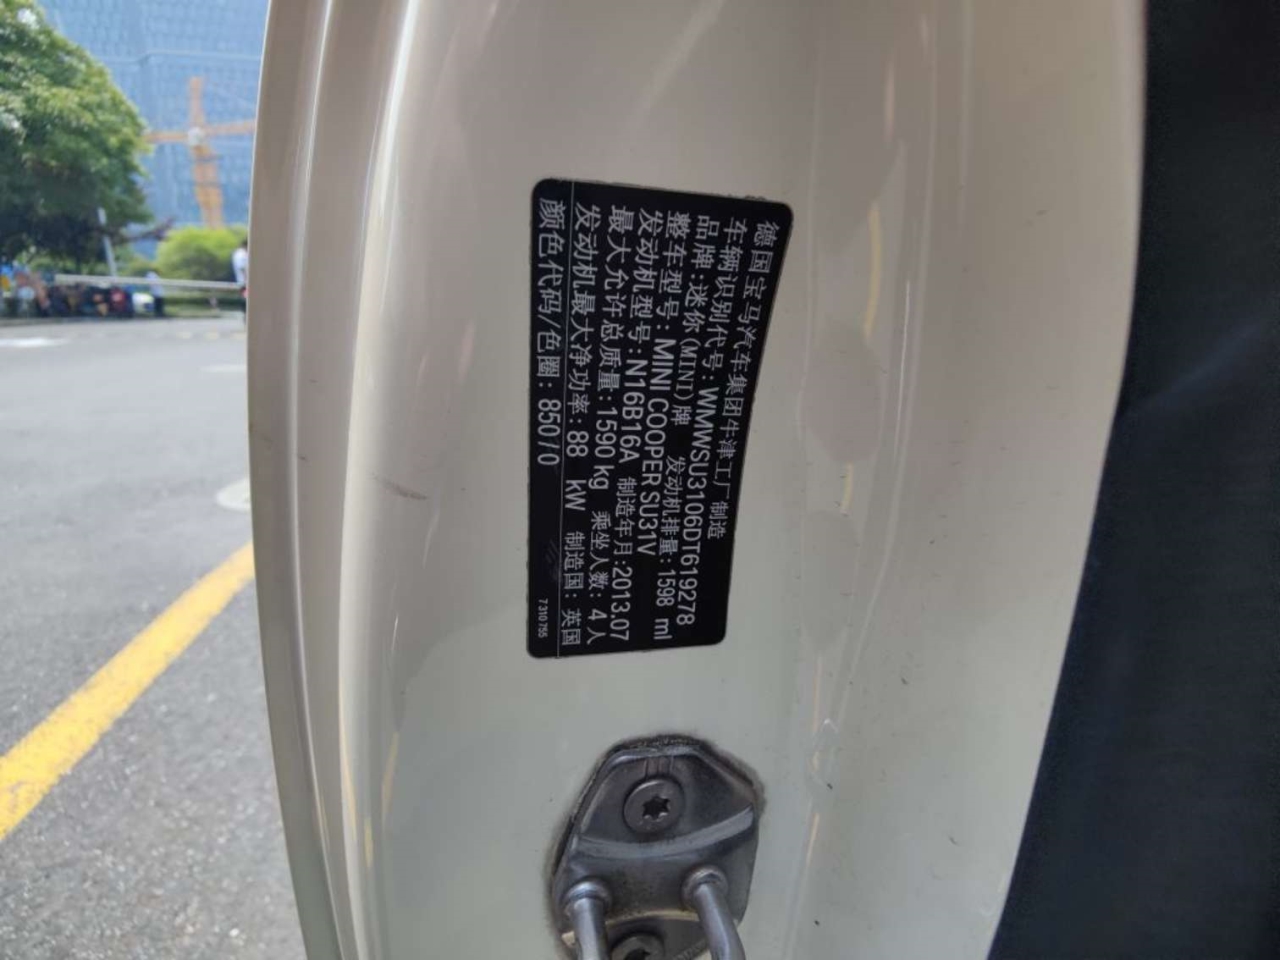 德国宝马汽车集团牛津工厂制造
车辆识别代号:WMWSU3106DT619278
品牌:迷你(MINI)牌 发动机排量:1598 ml
整车型号:MINI COOPER SU31V
发动机型号:N16B16A 制造年月:2013.07
最大允许总质量:1590 kg 乘坐人数:4人
发动机最大净功率:88 kW 制造国:英国
颜色代码/色圈:850/0 7310755